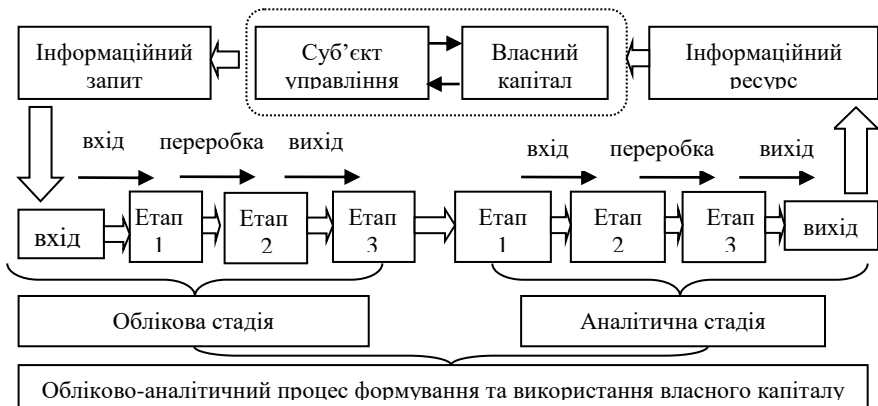 Інформаційний
запит
Суб’єкт
управління
Власний
капітал
Інформаційний
ресурс
вхід
переробка
вихід
вхід
переробка
вихід
вхід
Етап
1
Етап
2
Етап
3
Етап
1
Етап
2
Етап
3
вихід
Облікова стадія
Аналітична стадія
Обліково-аналітичний процес формування та використання власного капіталу